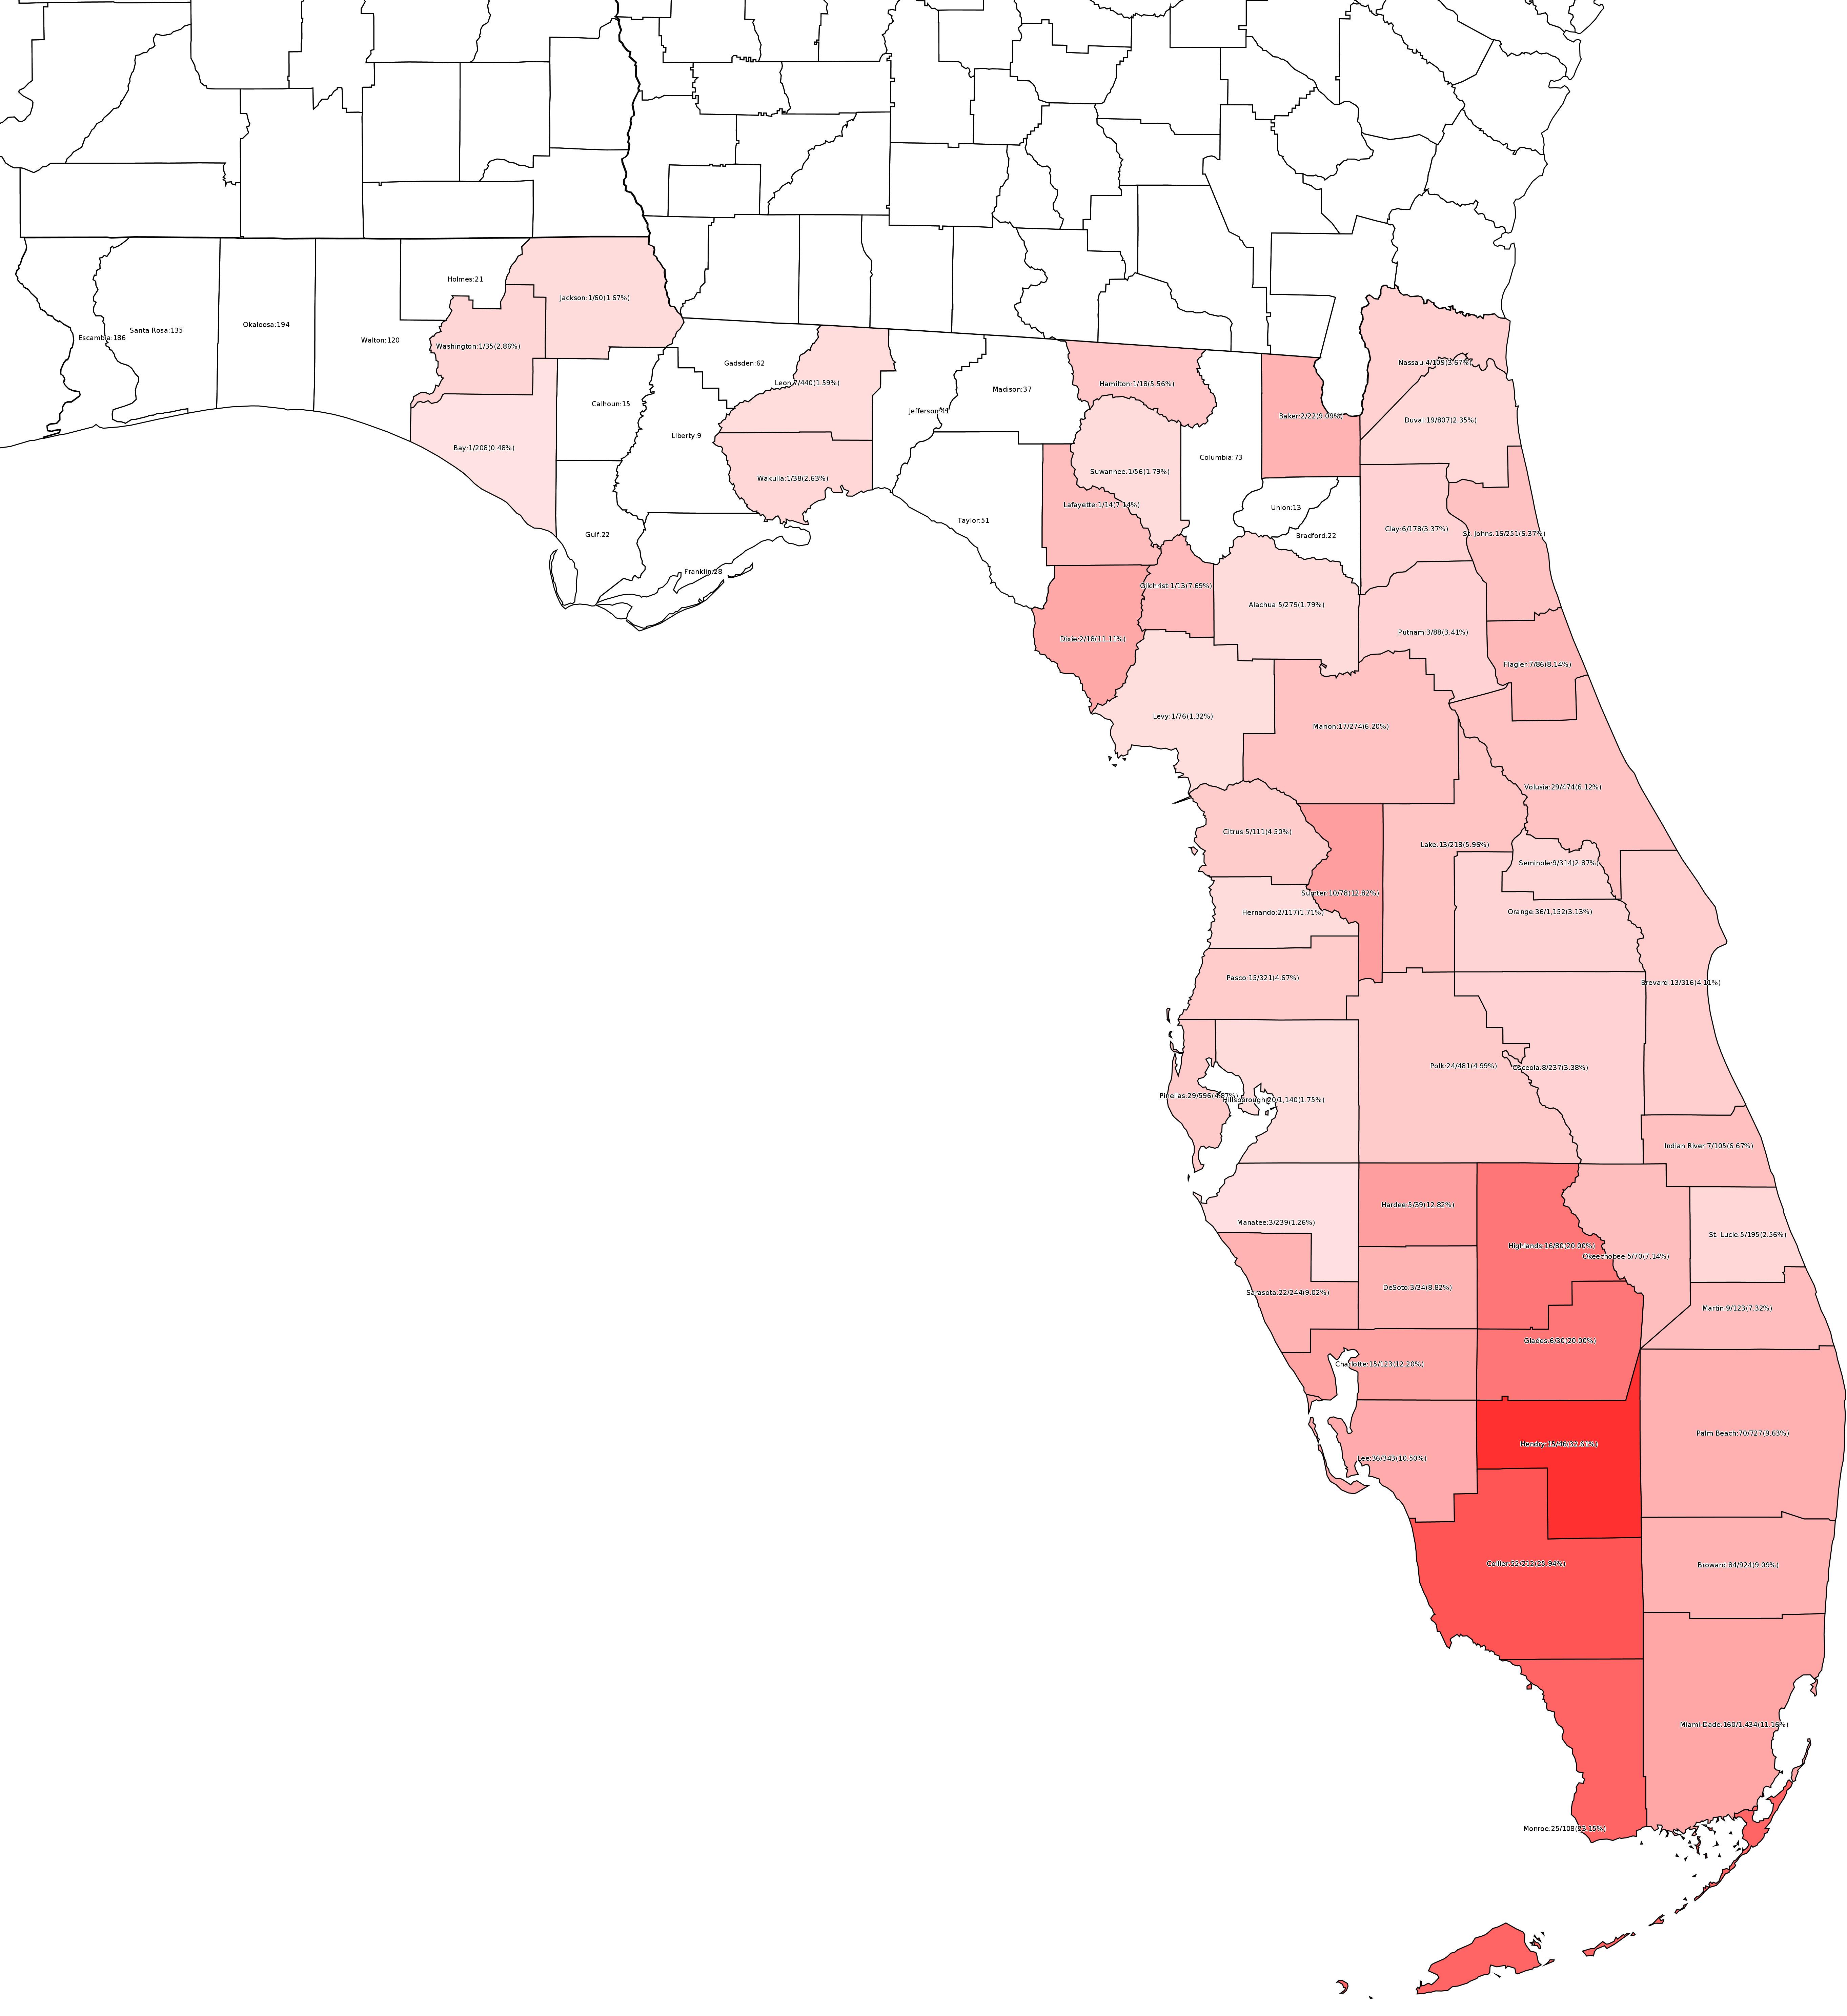 Holmes:21
Jackson:1/60(1.67%)
Okaloosa:194
Santa Rosa:135
Escambia:186
Walton:120
Washington:1/35(2.86%)
Gadsden:62
Nassau:4/109(3.67%)
Leon:7/440(1.59%)
Hamilton:1/18(5.56%)
Madison:37
Calhoun:15
Jefferson:41
Baker:2/22(9.09%)
Duval:19/807(2.35%)
Liberty:9
Bay:1/208(0.48%)
Columbia:73
Suwannee:1/56(1.79%)
Wakulla:1/38(2.63%)
Lafayette:1/14(7.14%)
Union:13
Taylor:51
Clay:6/178(3.37%)
St. Johns:16/251(6.37%)
Gulf:22
Bradford:22
Franklin:28
Gilchrist:1/13(7.69%)
Alachua:5/279(1.79%)
Putnam:3/88(3.41%)
Dixie:2/18(11.11%)
Flagler:7/86(8.14%)
Levy:1/76(1.32%)
Marion:17/274(6.20%)
Volusia:29/474(6.12%)
Citrus:5/111(4.50%)
Lake:13/218(5.96%)
Seminole:9/314(2.87%)
Sumter:10/78(12.82%)
Hernando:2/117(1.71%)
Orange:36/1,152(3.13%)
Pasco:15/321(4.67%)
Brevard:13/316(4.11%)
Polk:24/481(4.99%)
Osceola:8/237(3.38%)
Pinellas:29/596(4.87%)
Hillsborough:20/1,140(1.75%)
Indian River:7/105(6.67%)
Hardee:5/39(12.82%)
Manatee:3/239(1.26%)
St. Lucie:5/195(2.56%)
Highlands:16/80(20.00%)
Okeechobee:5/70(7.14%)
DeSoto:3/34(8.82%)
Sarasota:22/244(9.02%)
Martin:9/123(7.32%)
Glades:6/30(20.00%)
Charlotte:15/123(12.20%)
Palm Beach:70/727(9.63%)
Hendry:15/46(32.61%)
Lee:36/343(10.50%)
Collier:55/212(25.94%)
Broward:84/924(9.09%)
Miami-Dade:160/1,434(11.16%)
Monroe:25/108(23.15%)